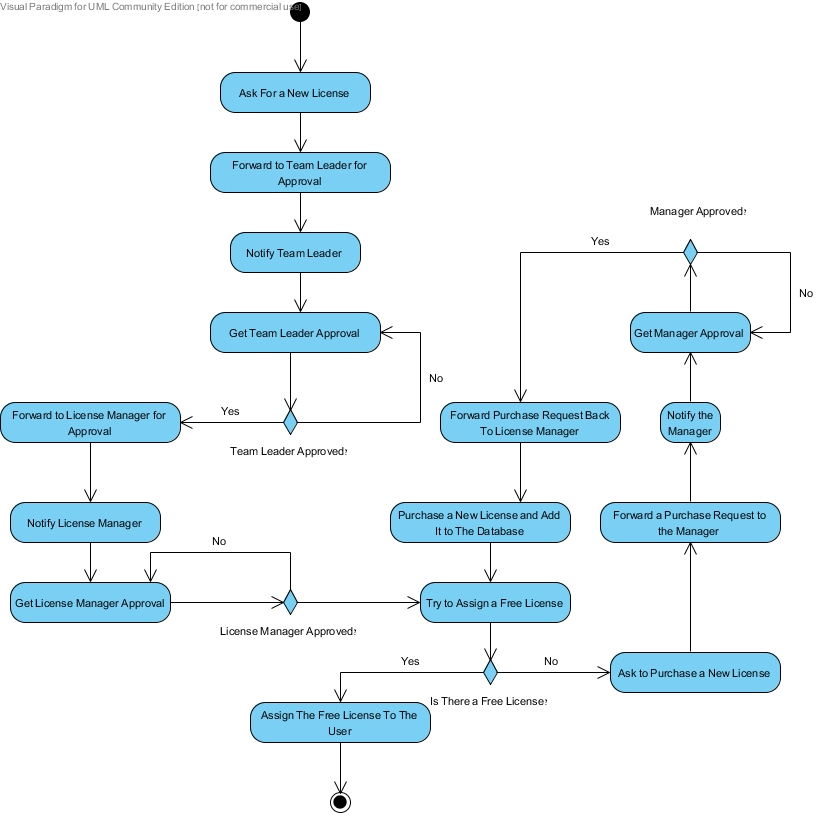 Visual Paradigm for UML Community Edition [not for commercial use]
Ask For a New License
Forward to Team Leader for
Approval
Notify Team Leader
Get Team Leader Approval
No
Yes
Team Leader Approved?
Forward to License Manager for
Approval
Notify License Manager
No
Get License Manager Approval
License Manager Approved?
Manager Approved?
Yes
No
Get Manager Approval
Forward Purchase Request Back
To License Manager
Notify the
Manager
Purchase a New License and Add
It to The Database
Forward a Purchase Request to
the Manager
Try to Assign a Free License
Yes
No
Is There a Free License?
Ask to Purchase a New License
Assign The Free License To The
User